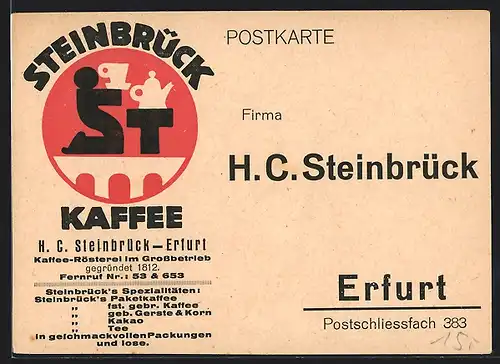 STEINBRÜCK
KAFFEE
H. C. Steinbrück — Erfurt
Kaffee-Rösterei im Großbetrieb
gegründet 1812.
Fernruf Nr.: 53 & 653
Steinbrück's Spezialitäten:
Steinbrück's Paketkaffee
„ fst. gebr. Kaffee
„ geb. Gerste & Korn
„ Kakao
„ Tee
in geschmackvollen Packungen
und lose.
POSTKARTE
Firma
H. C. Steinbrück
Erfurt
Postschliessfach 383
15,-